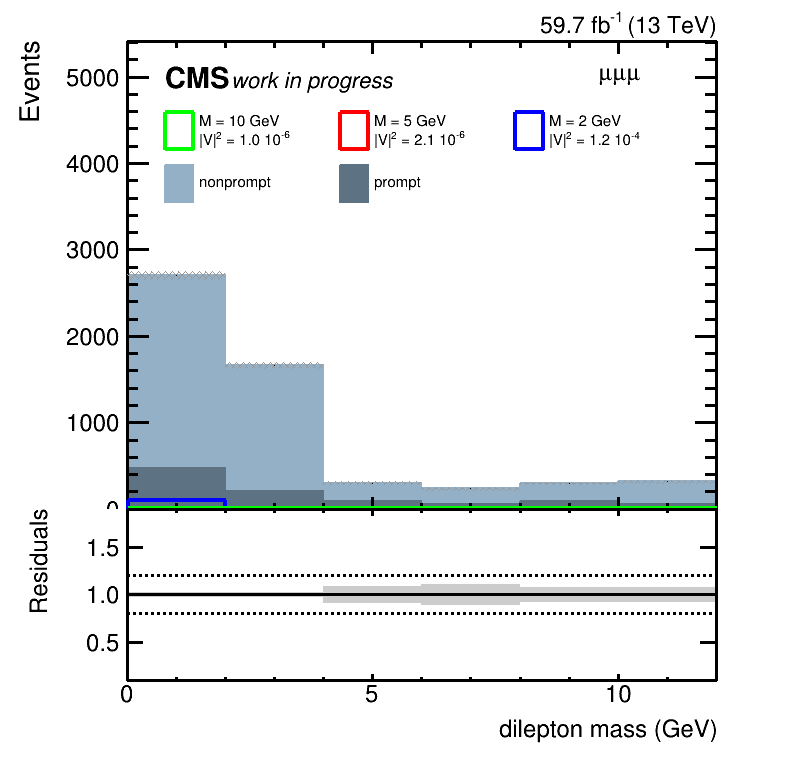 59.7 fb⁻¹ (13 TeV)
Events
CMS work in progress
μμμ
M = 10 GeV
|V|² = 1.0 10⁻⁶
M = 5 GeV
|V|² = 2.1 10⁻⁶
M = 2 GeV
|V|² = 1.2 10⁻⁴
nonprompt
prompt
5000
4000
3000
2000
1000
0
Residuals
1.5
1.0
0.5
0
5
10
dilepton mass (GeV)